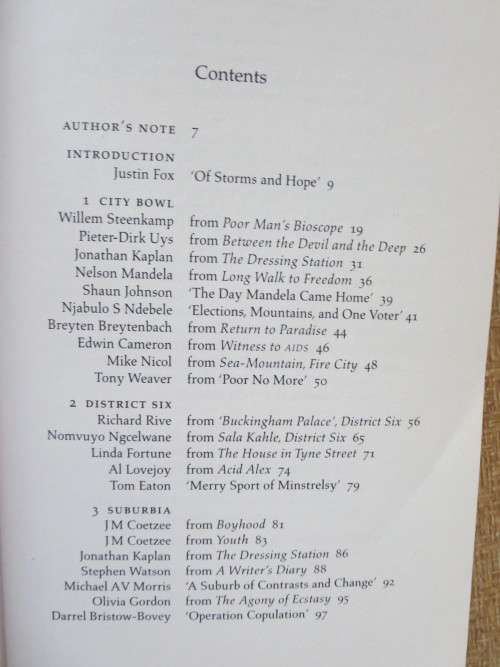 Contents
AUTHOR'S NOTE 7
INTRODUCTION
Justin Fox 'Of Storms and Hope' 9
1 CITY BOWL
Willem Steenkamp from Poor Man's Bioscope 19
Pieter-Dirk Uys from Between the Devil and the Deep 26
Jonathan Kaplan from The Dressing Station 31
Nelson Mandela from Long Walk to Freedom 36
Shaun Johnson 'The Day Mandela Came Home' 39
Njabulo S Ndebele 'Elections, Mountains, and One Voter' 41
Breyten Breytenbach from Return to Paradise 44
Edwin Cameron from Witness to AIDS 46
Mike Nicol from Sea-Mountain, Fire City 48
Tony Weaver from 'Poor No More' 50
2 DISTRICT SIX
Richard Rive from 'Buckingham Palace', District Six 56
Nomvuyo Ngcelwane from Sala Kahle, District Six 65
Linda Fortune from The House in Tyne Street 71
Al Lovejoy from Acid Alex 74
Tom Eaton 'Merry Sport of Minstrelsy' 79
3 SUBURBIA
J M Coetzee from Boyhood 81
J M Coetzee from Youth 83
Jonathan Kaplan from The Dressing Station 86
Stephen Watson from A Writer's Diary 88
Michael AV Morris 'A Suburb of Contrasts and Change' 92
Olivia Gordon from The Agony of Ecstasy 95
Darrel Bristow-Bovey 'Operation Copulation' 97